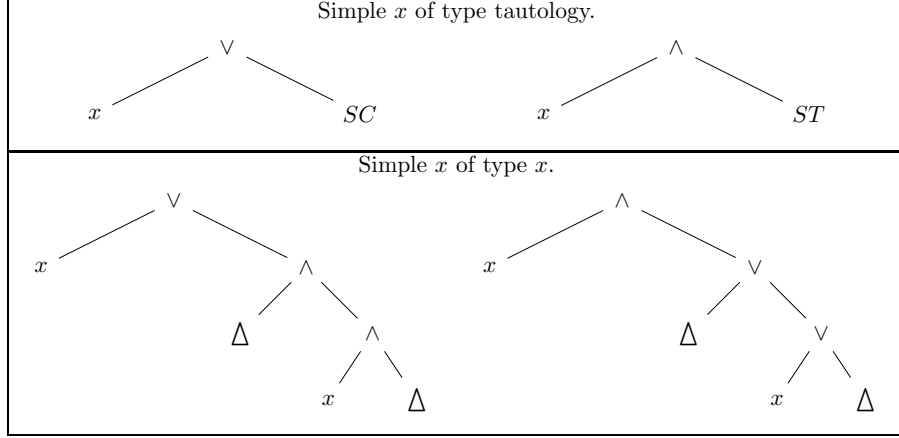 Simple x of type tautology.
∨ ∧
x SC x ST
Simple x of type x.
∨ ∧
x ∧ x ∨
Δ ∧ Δ ∨
x Δ x Δ